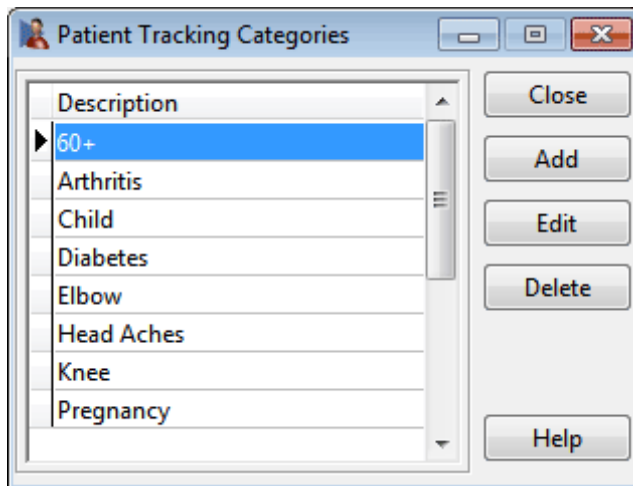 Patient Tracking Categories
Description
60+
Arthritis
Child
Diabetes
Elbow
Head Aches
Knee
Pregnancy
Close
Add
Edit
Delete
Help